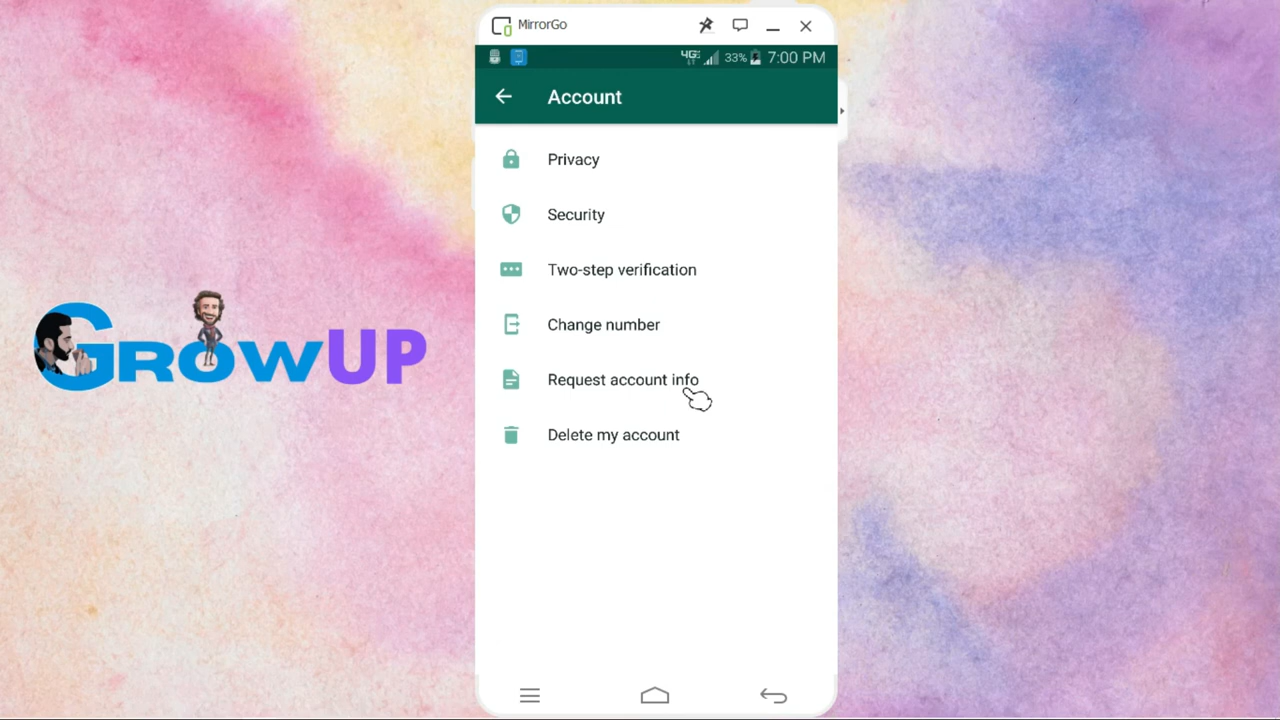 MirrorGo
4G 33% 7:00 PM
Account
Privacy
Security
Two-step verification
Change number
GROWUP
Request account info
Delete my account